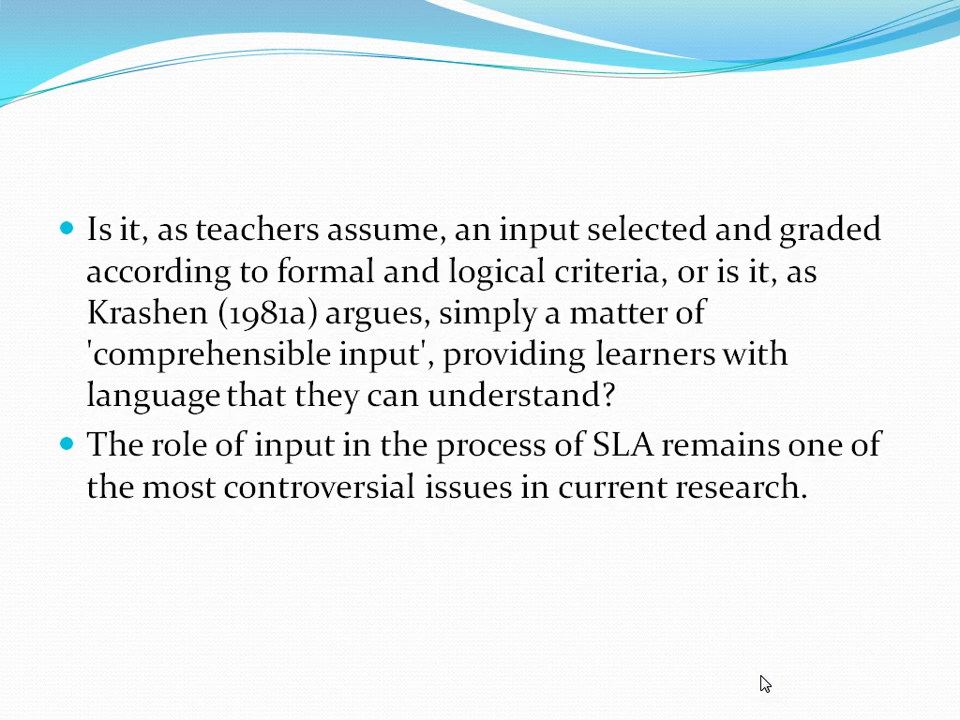 Is it, as teachers assume, an input selected and graded
according to formal and logical criteria, or is it, as
Krashen (1981a) argues, simply a matter of
'comprehensible input', providing learners with
language that they can understand?
The role of input in the process of SLA remains one of
the most controversial issues in current research.